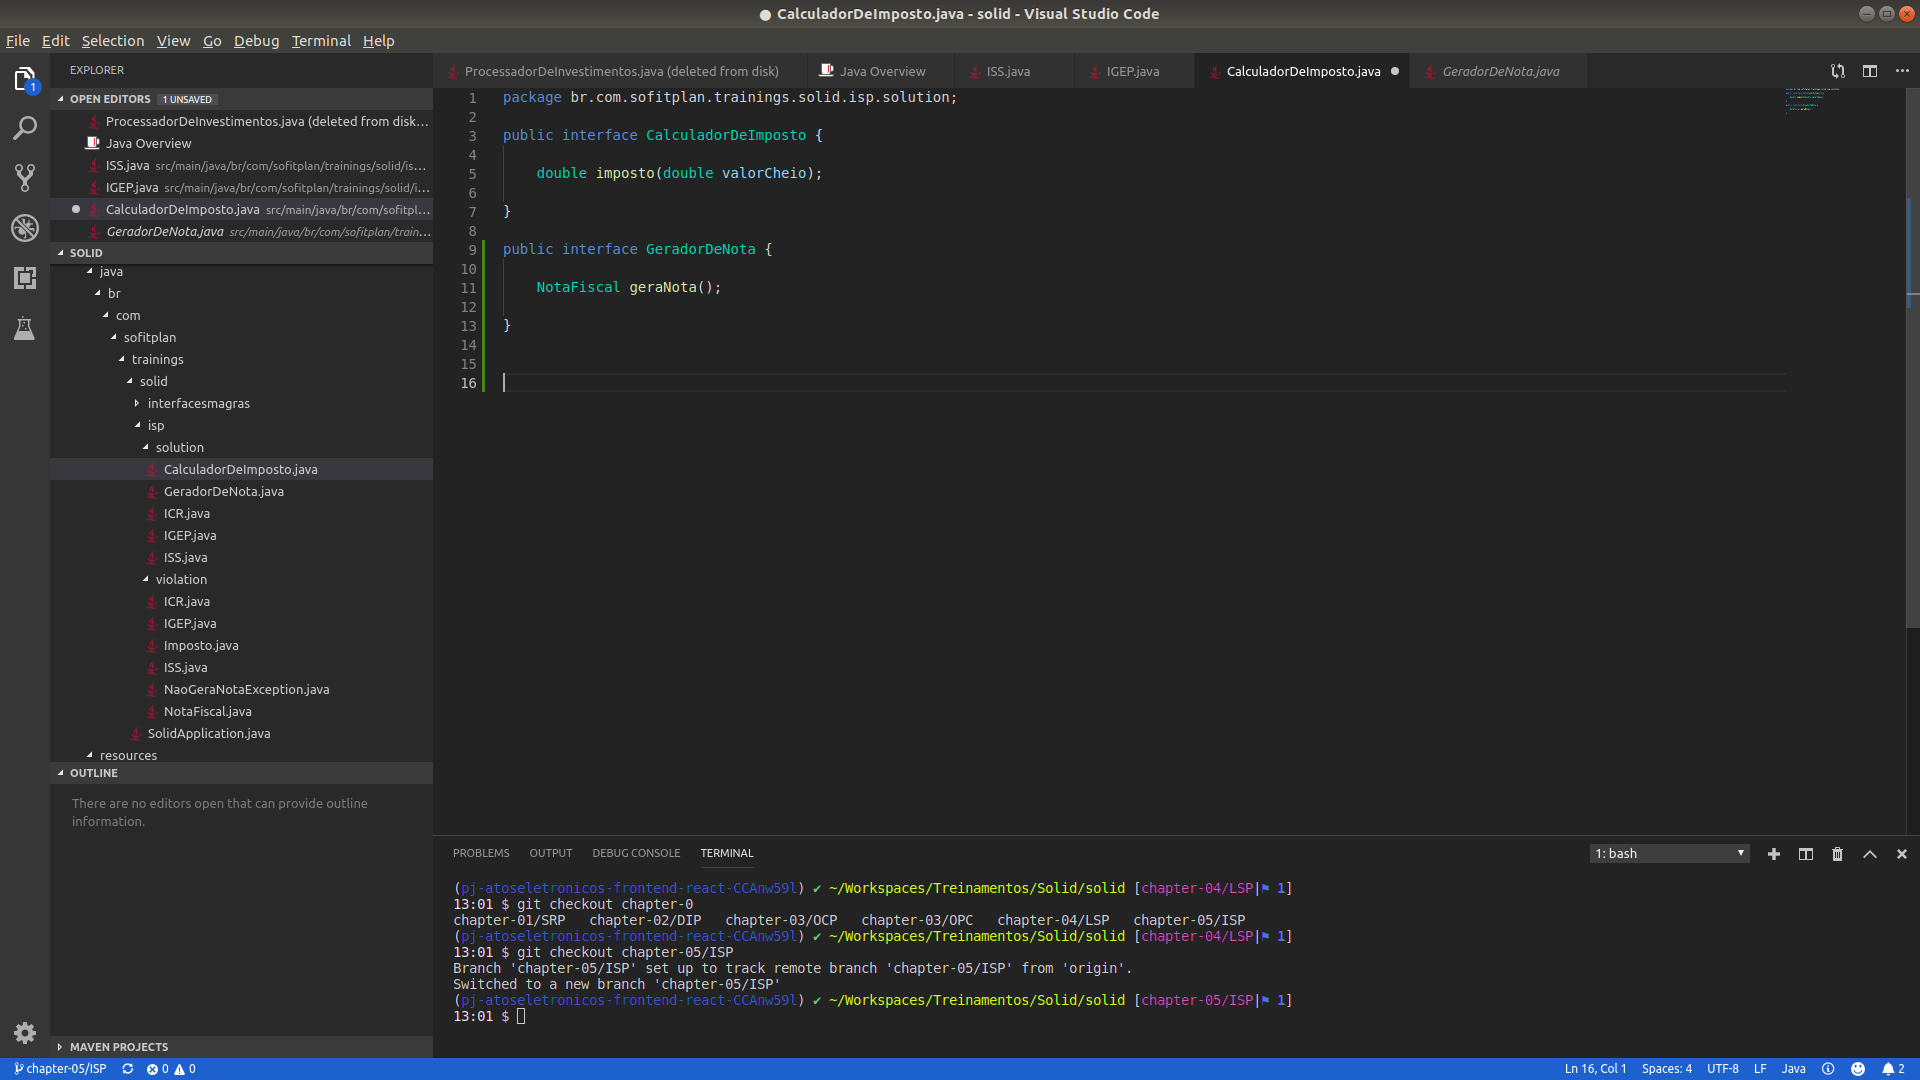 ● CalculadorDeImposto.java - solid - Visual Studio Code
File Edit Selection View Go Debug Terminal Help
1
EXPLORER
OPEN EDITORS 1 UNSAVED
ProcessadorDeInvestimentos.java (deleted from disk...
Java Overview
ISS.java src/main/java/br/com/sofitplan/trainings/solid/is...
IGEP.java src/main/java/br/com/sofitplan/trainings/solid/i...
CalculadorDeImposto.java src/main/java/br/com/sofitpl...
GeradorDeNota.java src/main/java/br/com/sofitplan/train...
SOLID
java
br
com
sofitplan
trainings
solid
interfacesmagras
isp
solution
CalculadorDeImposto.java
GeradorDeNota.java
ICR.java
IGEP.java
ISS.java
violation
ICR.java
IGEP.java
Imposto.java
ISS.java
NaoGeraNotaException.java
NotaFiscal.java
SolidApplication.java
resources
OUTLINE
There are no editors open that can provide outline
information.
MAVEN PROJECTS
ProcessadorDeInvestimentos.java (deleted from disk) Java Overview ISS.java IGEP.java CalculadorDeImposto.java GeradorDeNota.java
1 package br.com.sofitplan.trainings.solid.isp.solution;
2
3 public interface CalculadorDeImposto {
4
5 double imposto(double valorCheio);
6
7 }
8
9 public interface GeradorDeNota {
10
11 NotaFiscal geraNota();
12
13 }
14
15
16
PROBLEMS OUTPUT DEBUG CONSOLE TERMINAL 1: bash
(pj-atoseletronicos-frontend-react-CCAnw59l) ✔ ~/Workspaces/Treinamentos/Solid/solid [chapter-04/LSP|⚑ 1]
13:01 $ git checkout chapter-0
chapter-01/SRP chapter-02/DIP chapter-03/OCP chapter-03/OPC chapter-04/LSP chapter-05/ISP
(pj-atoseletronicos-frontend-react-CCAnw59l) ✔ ~/Workspaces/Treinamentos/Solid/solid [chapter-04/LSP|⚑ 1]
13:01 $ git checkout chapter-05/ISP
Branch 'chapter-05/ISP' set up to track remote branch 'chapter-05/ISP' from 'origin'.
Switched to a new branch 'chapter-05/ISP'
(pj-atoseletronicos-frontend-react-CCAnw59l) ✔ ~/Workspaces/Treinamentos/Solid/solid [chapter-05/ISP|⚑ 1]
13:01 $
chapter-05/ISP 0 0 Ln 16, Col 1 Spaces: 4 UTF-8 LF Java 2